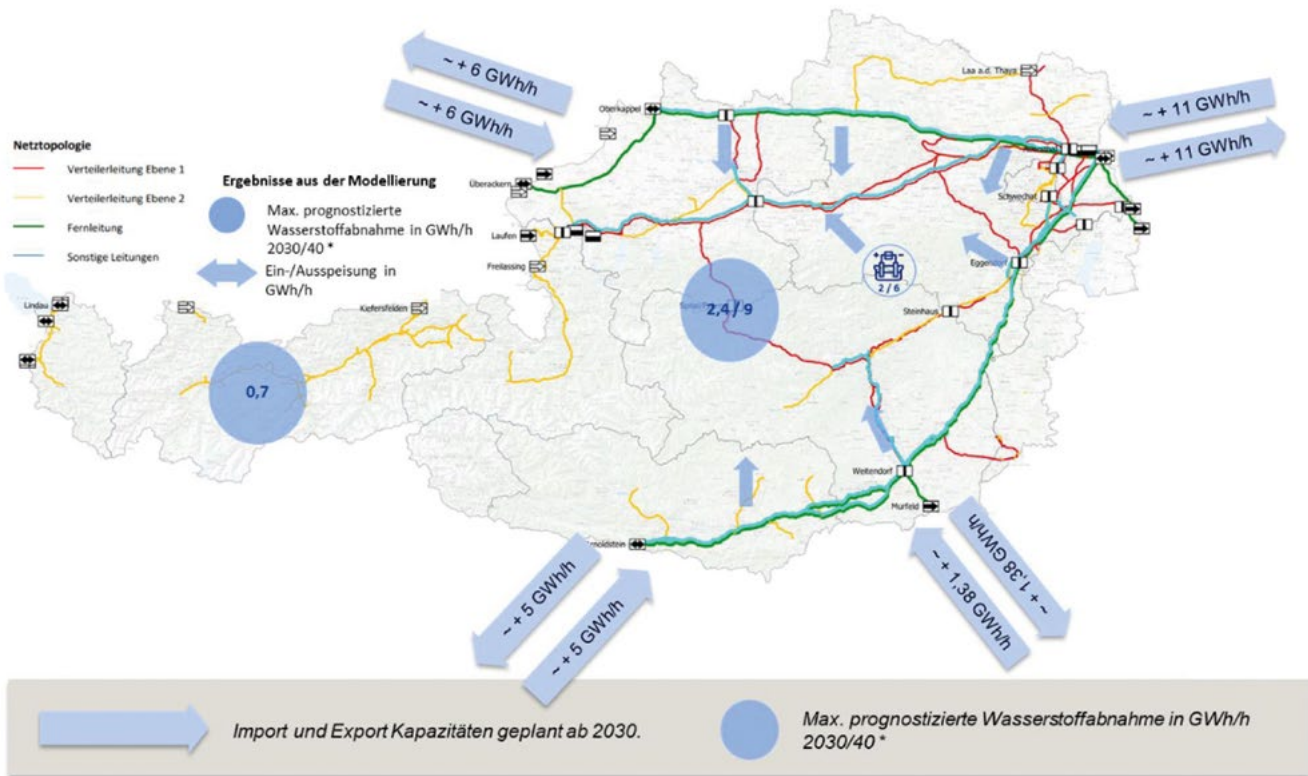 ~ + 6 GWh/h
~ + 6 GWh/h
~ + 11 GWh/h
~ + 11 GWh/h
Netztopologie
Verteilerleitung Ebene 1
Verteilerleitung Ebene 2
Fernleitung
Sonstige Leitungen
Ergebnisse aus der Modellierung
Max. prognostizierte
Wasserstoffabnahme in GWh/h
2030/40 *
Ein-/Ausspeisung in
GWh/h
Laa a.d. Thaya
Oberkappel
Überackern
Laufen
Freilassing
Schwechat
Eggendorf
2 / 6
Lindau
Kiefersfelden
Steinhaus
2,4 / 9
0,7
Weitendorf
Murfeld
Arnoldstein
~ + 5 GWh/h
~ + 5 GWh/h
~ + 1,38 GWh/h
~ + 1,38 GWh/h
Import und Export Kapazitäten geplant ab 2030.
Max. prognostizierte Wasserstoffabnahme in GWh/h
2030/40 *